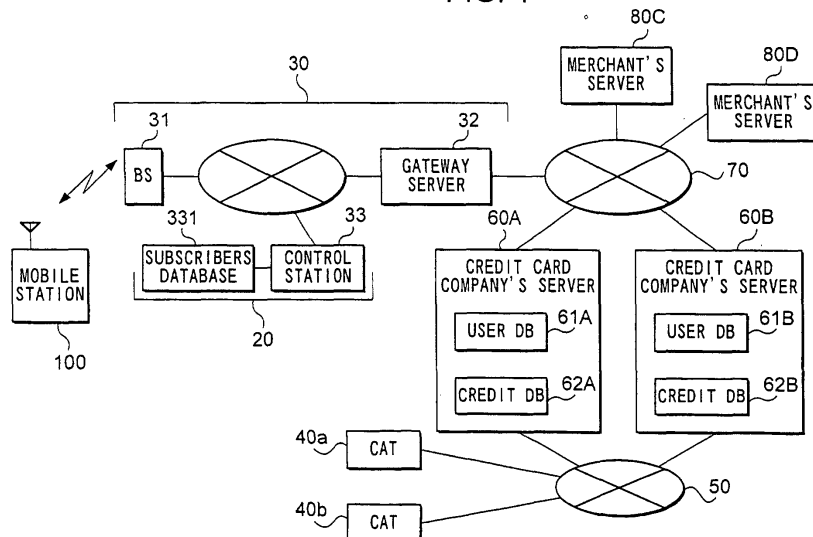 80C
MERCHANT'S
SERVER
80D
MERCHANT'S
SERVER
30
31
BS
32
GATEWAY
SERVER
70
331
SUBSCRIBERS
DATABASE
33
CONTROL
STATION
20
MOBILE
STATION
100
60A
CREDIT CARD
COMPANY'S SERVER
USER DB
61A
CREDIT DB
62A
60B
CREDIT CARD
COMPANY'S SERVER
USER DB
61B
CREDIT DB
62B
40a
CAT
40b
CAT
50